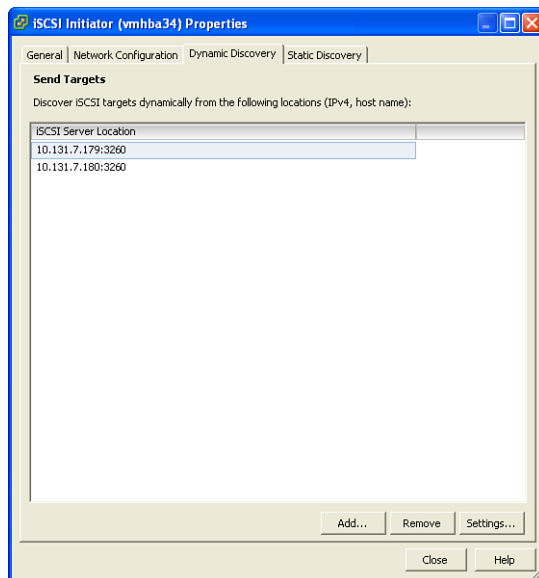 iSCSI Initiator (vmhba34) Properties
General Network Configuration Dynamic Discovery Static Discovery
Send Targets
Discover iSCSI targets dynamically from the following locations (IPv4, host name):
iSCSI Server Location
10.131.7.179:3260
10.131.7.180:3260
Add... Remove Settings...
Close Help